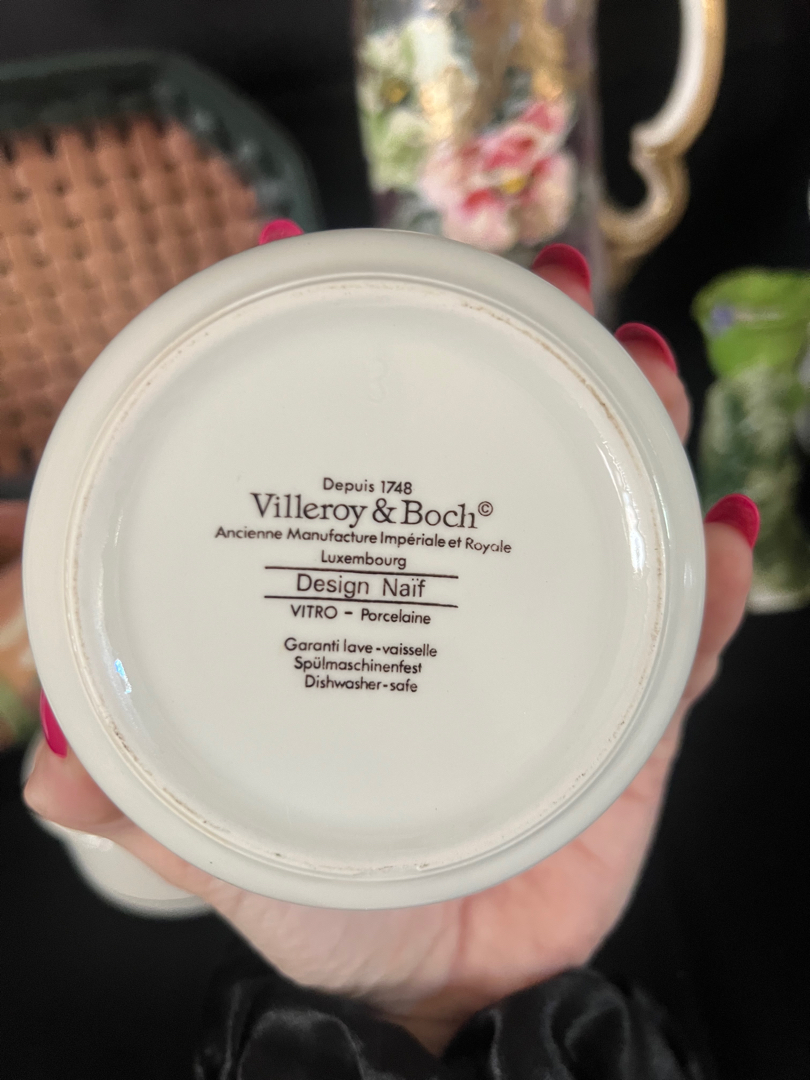 Depuis 1748
Villeroy & Boch©
Ancienne Manufacture Impériale et Royale
Luxembourg
Design Naïf
VITRO - Porcelaine
Garanti lave-vaisselle
Spülmaschinenfest
Dishwasher-safe